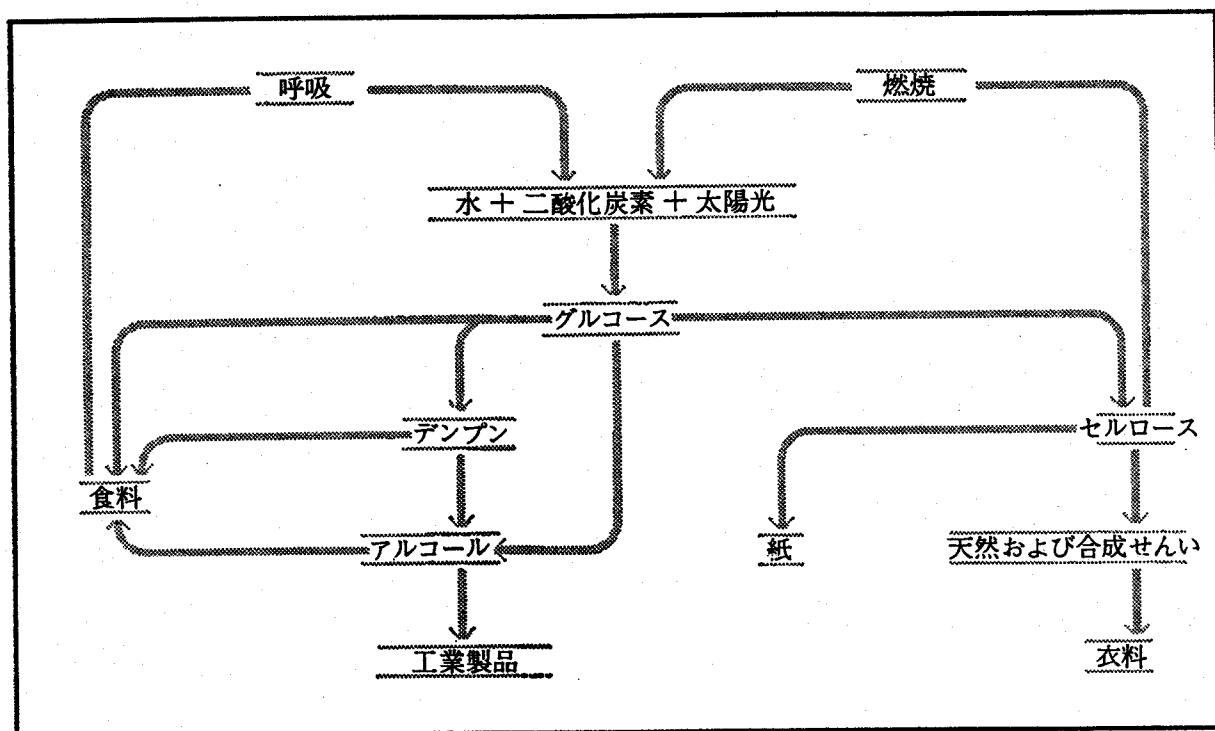 呼吸
燃焼
水 + 二酸化炭素 + 太陽光
グルコース
デンプン
セルロース
食料
アルコール
紙
天然および合成せんい
工業製品
衣料